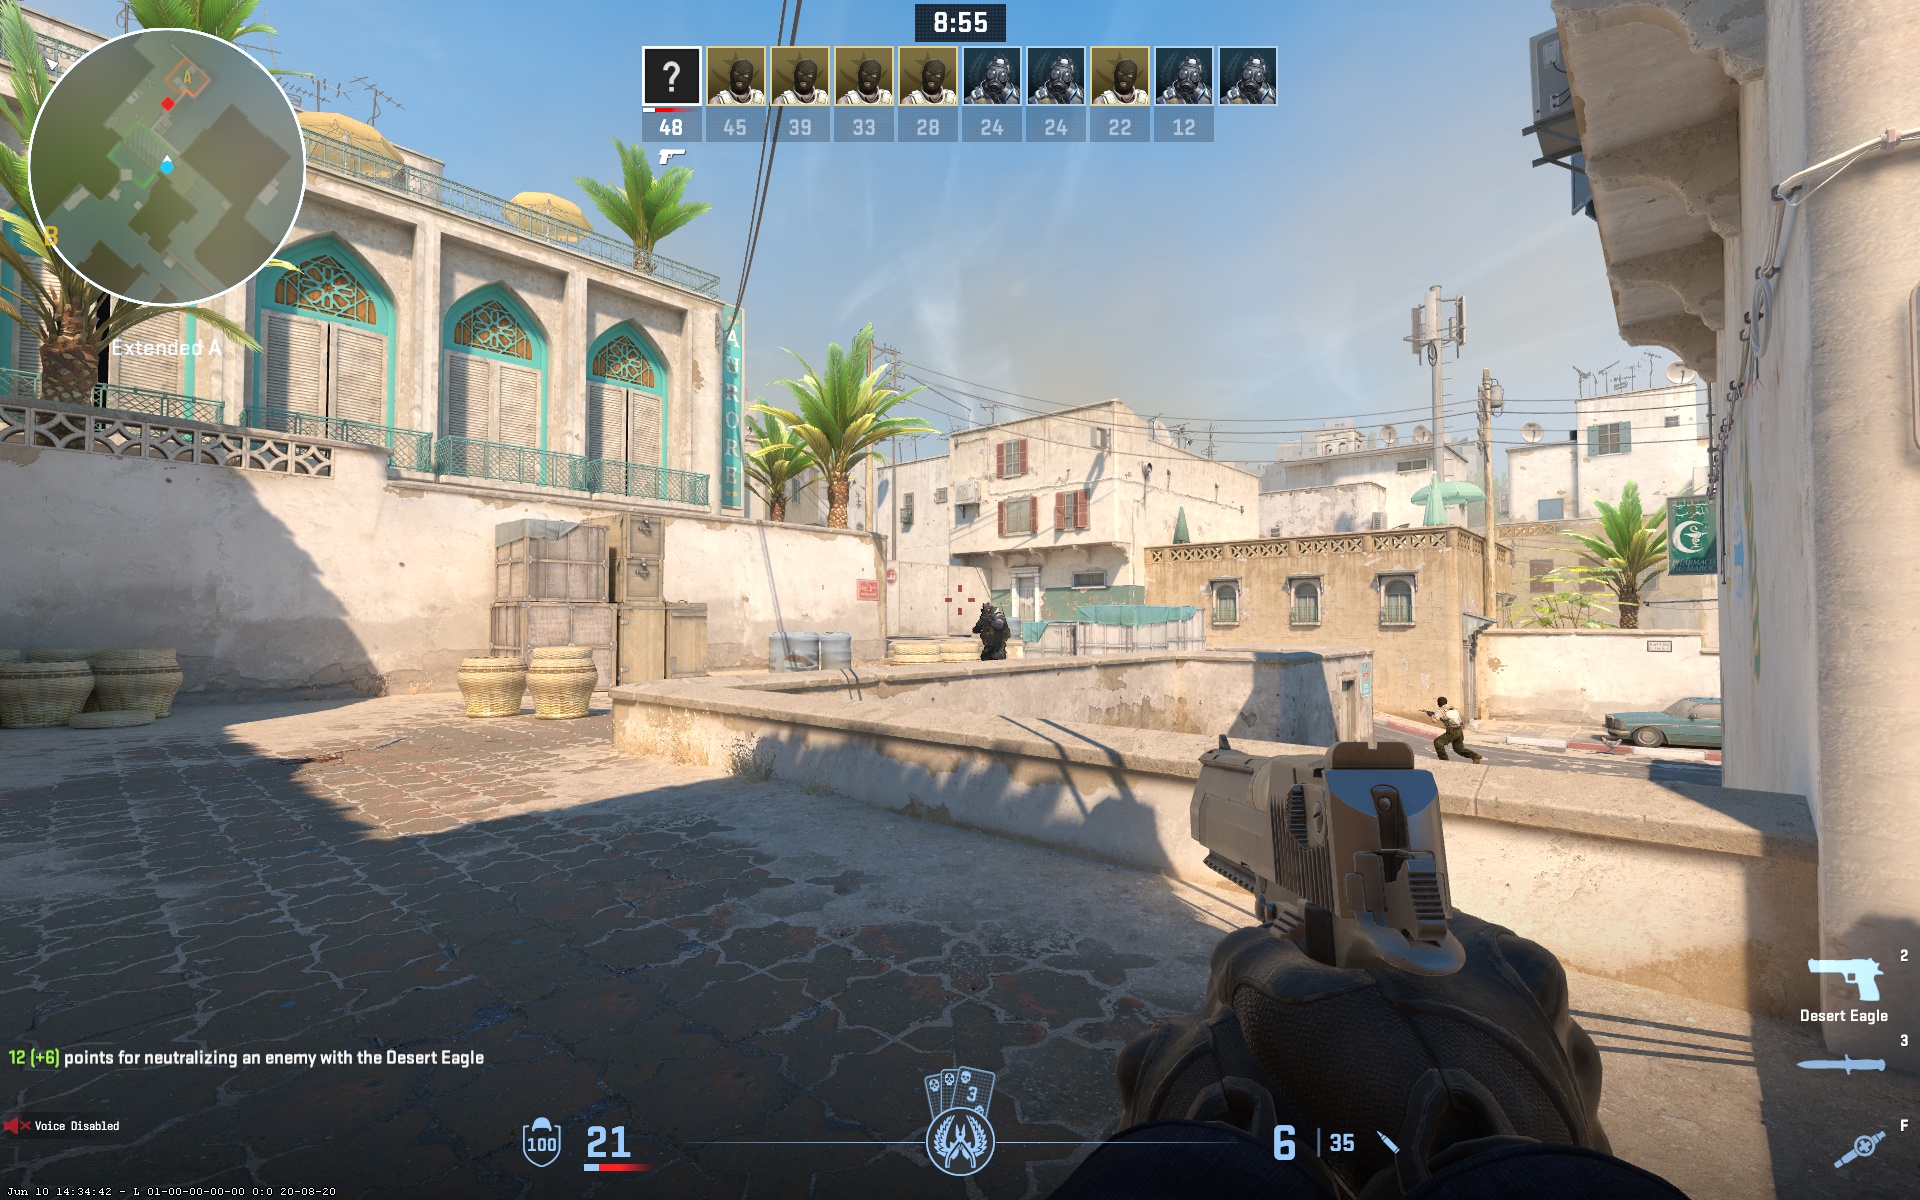 8:55
?
48 45 39 33 28 24 24 22 12
A
B
Extended A
AURORE
2
Desert Eagle
3
12 (+6) points for neutralizing an enemy with the Desert Eagle
3
F
Voice Disabled
100 21
6 | 35
Jun 10 14:34:42 - L 01-00-00-00-00 0:0 20-08-20